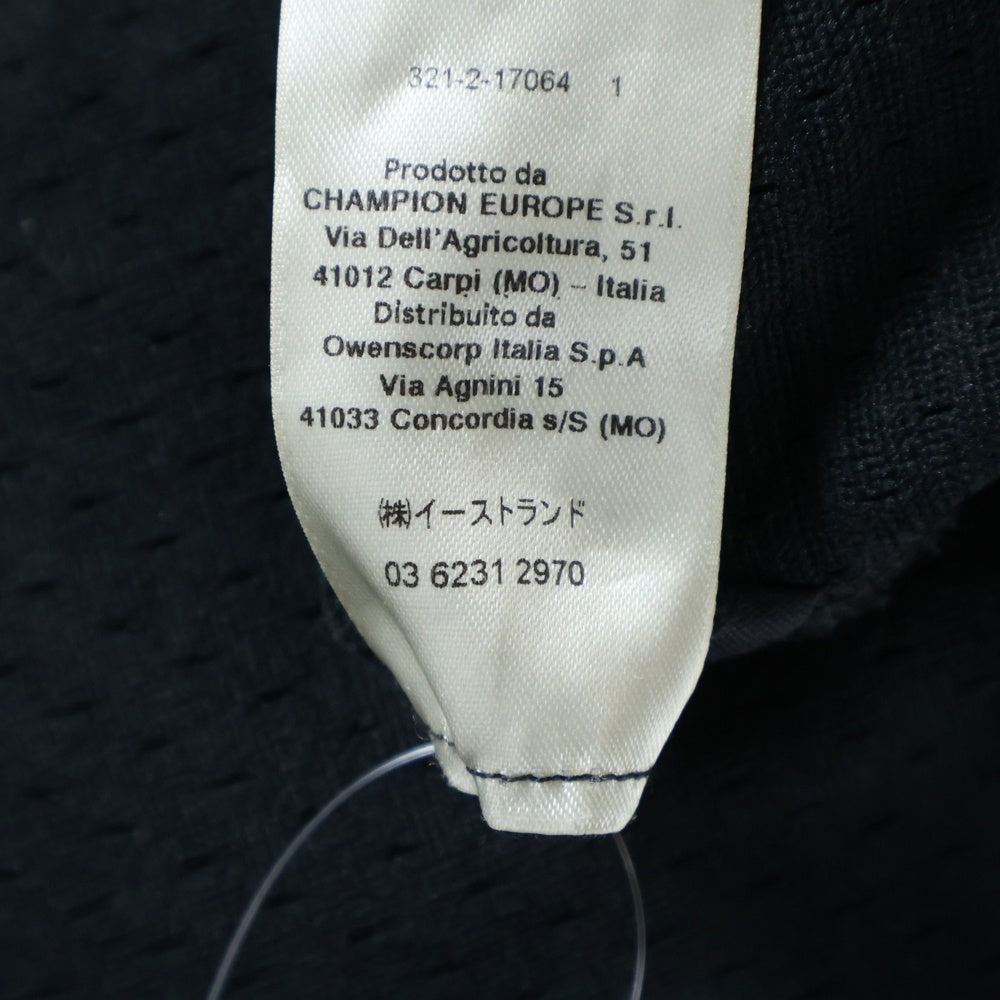 321-2-17064 1
Prodotto da
CHAMPION EUROPE S.r.l.
Via Dell'Agricoltura, 51
41012 Carpi (MO) – Italia
Distribuito da
Owenscorp Italia S.p.A
Via Agnini 15
41033 Concordia s/S (MO)
㈱イーストランド
03 6231 2970